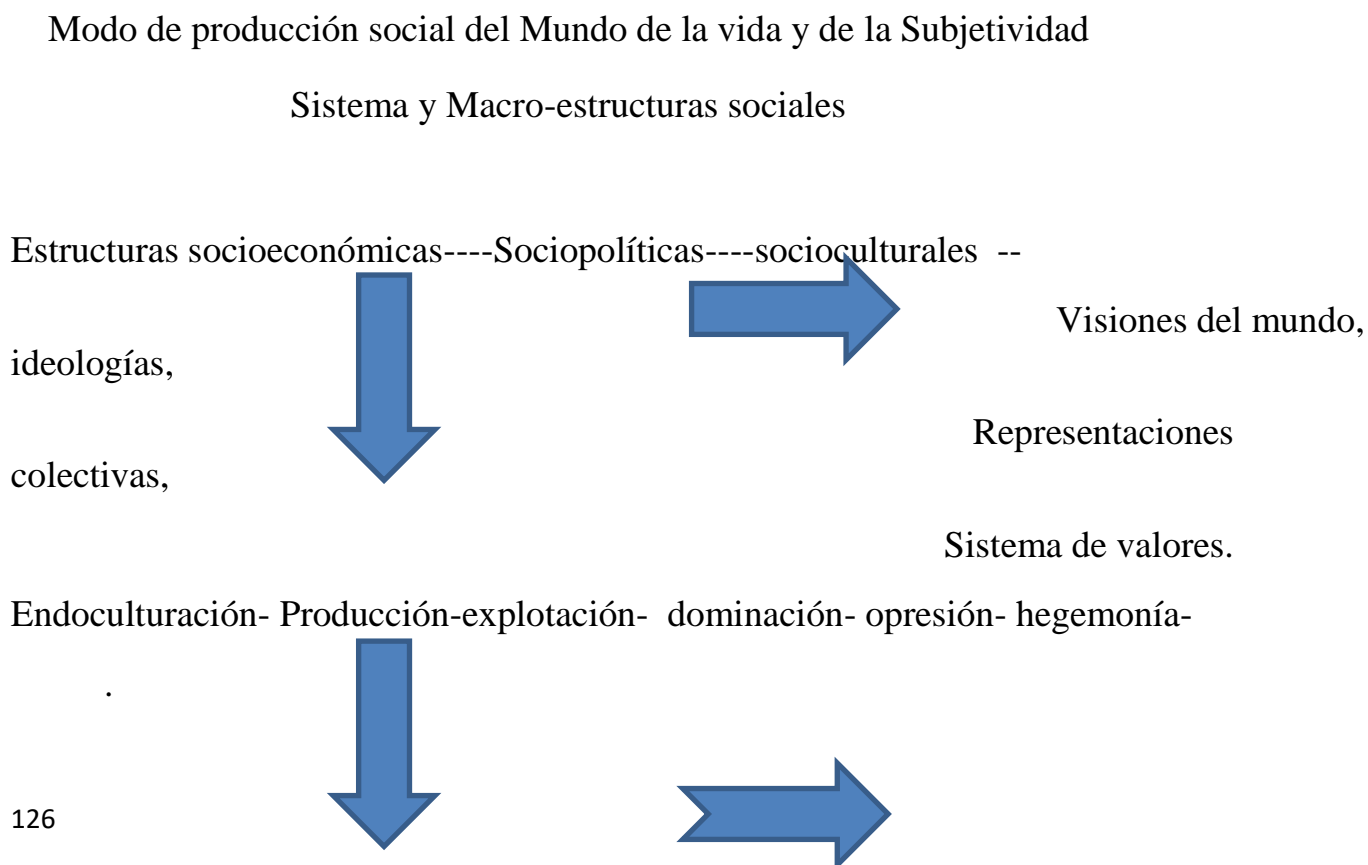 Modo de producción social del Mundo de la vida y de la Subjetividad
Sistema y Macro-estructuras sociales
Estructuras socioeconómicas----Sociopolíticas----socioculturales --
Visiones del mundo,
ideologías,
Representaciones
colectivas,
Sistema de valores.
Endoculturación- Producción-explotación- dominación- opresión- hegemonía-
.
126